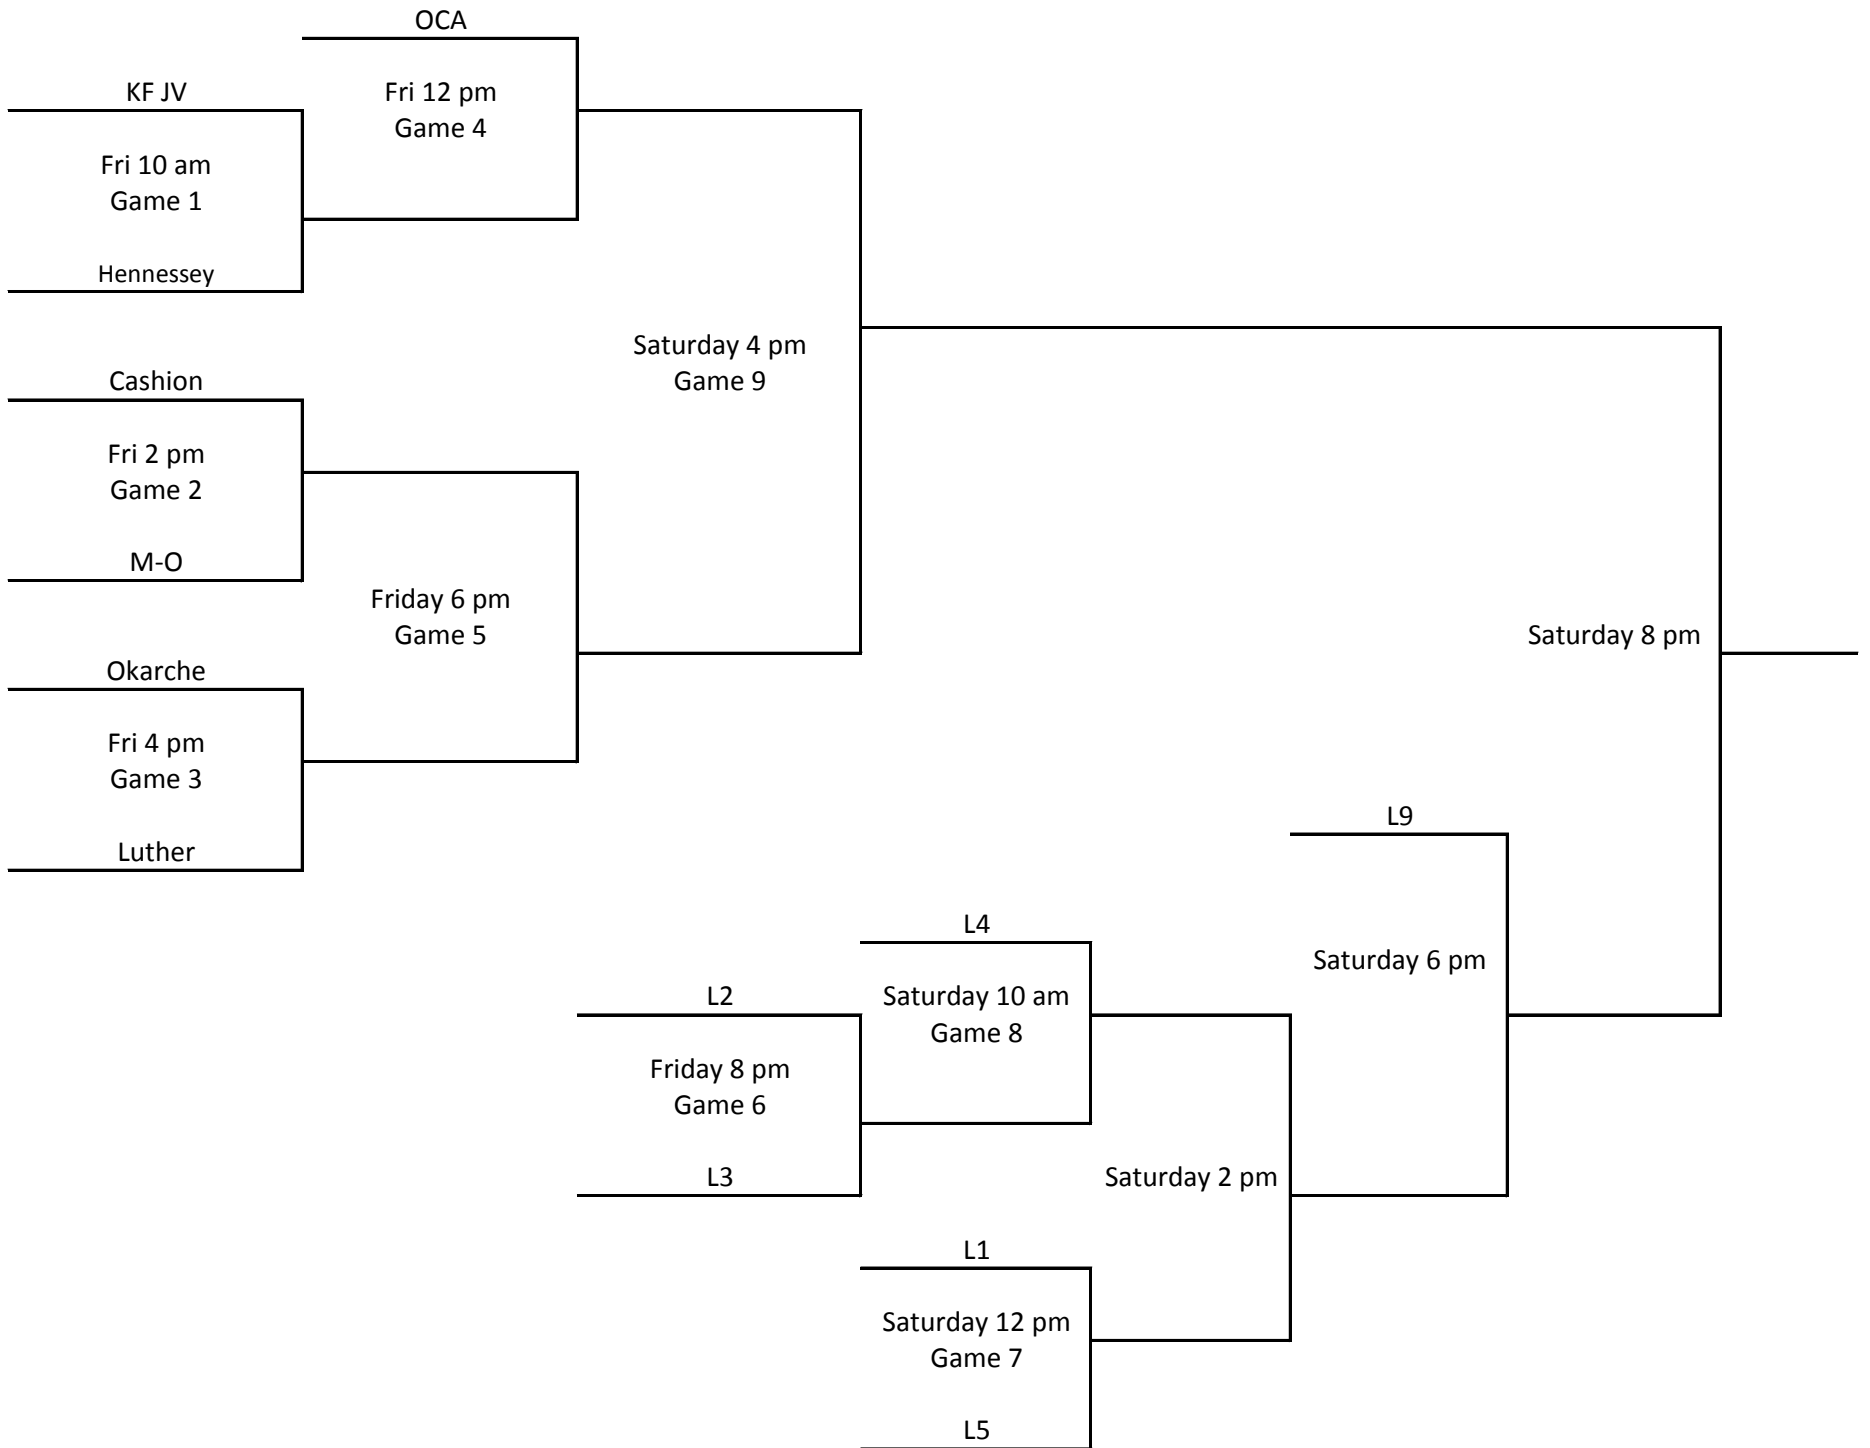 OCA
KF JV
Fri 12 pm
Game 4
Fri 10 am
Game 1
Hennessey
Saturday 4 pm
Game 9
Cashion
Fri 2 pm
Game 2
M-O
Friday 6 pm
Game 5
Saturday 8 pm
Okarche
Fri 4 pm
Game 3
Luther
L9
L4
Saturday 6 pm
L2
Saturday 10 am
Game 8
Friday 8 pm
Game 6
L3
Saturday 2 pm
L1
Saturday 12 pm
Game 7
L5